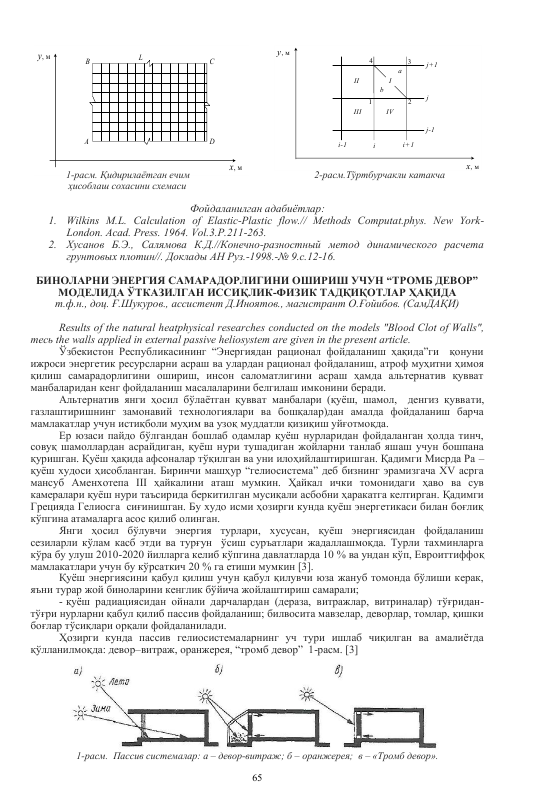 y, м
B
L
C
A
D
x, м
1-расм. Қидирилаётган ечим
ҳисоблаш сохасини схемаси
y, м
4
3
j+1
II
I
a
b
1
2
j
III
IV
j-1
i-1
i
i+1
x, м
2-расм.Тўртбурчакли катакча
Фойдаланилган адабиётлар:
1. Wilkins M.L. Calculation of Elastic-Plastic flow.// Methods Computat.phys. New York-
London. Acad. Press. 1964. Vol.3.P.211-263.
2. Хусанов Б.Э., Салямова К.Д.//Конечно-разностный метод динамического расчета
грунтовых плотин//. Доклады АН Руз.-1998.-№ 9.с.12-16.
БИНОЛАРНИ ЭНЕРГИЯ САМАРАДОРЛИГИНИ ОШИРИШ УЧУН “ТРОМБ ДЕВОР”
МОДЕЛИДА ЎТКАЗИЛГАН ИССИҚЛИК-ФИЗИК ТАДҚИҚОТЛАР ҲАҚИДА
т.ф.н., доц. Ғ.Шукуров., ассистент Д.Иноятов., магистрант О.Ғойибов. (СамДАҚИ)
Results of the natural heatphysical researches conducted on the models "Blood Clot of Walls",
тесь the walls applied in external passive heliosystem are given in the present article.
Ўзбекистон Республикасининг “Энергиядан рационал фойдаланиш ҳақида”ги қонуни
ижроси энергетик ресурсларни асраш ва улардан рационал фойдаланиш, атроф муҳитни ҳимоя
қилиш самарадорлигини ошириш, инсон саломатлигини асраш ҳамда альтернатив қувват
манбаларидан кенг фойдаланиш масалаларини белгилаш имконини беради.
Альтернатив янги ҳосил бўлаётган қувват манбалари (қуёш, шамол, денгиз қуввати,
газлаштиришнинг замонавий технологиялари ва бошқалар)дан амалда фойдаланиш барча
мамлакатлар учун истиқболи муҳим ва узоқ муддатли қизиқиш уйғотмоқда.
Ер юзаси пайдо бўлгандан бошлаб одамлар қуёш нурларидан фойдаланган ҳолда тинч,
совуқ шамоллардан асрайдиган, қуёш нури тушадиган жойларни танлаб яшаш учун бошпана
қуришган. Қуёш ҳақида афсоналар тўқилган ва уни илоҳийлаштиришган. Қадимги Мисрда Ра –
қуёш худоси ҳисобланган. Биринчи машҳур “гелиосистема” деб бизнинг эрамизгача XV асрга
мансуб Аменхотепа III ҳайкалини аташ мумкин. Ҳайкал ички томонидаги ҳаво ва сув
камералари қуёш нури таъсирида беркитилган мусиқали асбобни ҳаракатга келтирган. Қадимги
Грецияда Гелиосга сиғинишган. Бу худо исми ҳозирги кунда қуёш энергетикаси билан боғлиқ
кўпгина атамаларга асос қилиб олинган.
Янги ҳосил бўлувчи энергия турлари, хусусан, қуёш энергиясидан фойдаланиш
сезиларли кўлам касб этди ва турғун ўсиш суръатлари жадаллашмоқда. Турли тахминларга
кўра бу улуш 2010-2020 йилларга келиб кўпгина давлатларда 10 % ва ундан кўп, Евроиттиффоқ
мамлакатлари учун бу кўрсаткич 20 % га етиши мумкин [3].
Қуёш энергиясини қабул қилиш учун қабул қилувчи юза жануб томонда бўлиши керак,
яъни турар жой биноларини кенглик бўйича жойлаштириш самарали;
- қуёш радиациясидан ойнали дарчалардан (дераза, витражлар, витриналар) тўғридан-
тўғри нурларни қабул қилиб пассив фойдаланиш; билвосита мавзелар, деворлар, томлар, қишки
боғлар тўсиқлари орқали фойдаланилади.
Ҳозирги кунда пассив гелиосистемаларнинг уч тури ишлаб чиқилган ва амалиётда
қўлланилмоқда: девор–витраж, оранжерея, “тромб девор” 1-расм. [3]
а)
Лето
Зима
б)
в)
1-расм. Пассив системалар: а – девор-витраж; б – оранжерея; в – «Тромб девор».
65